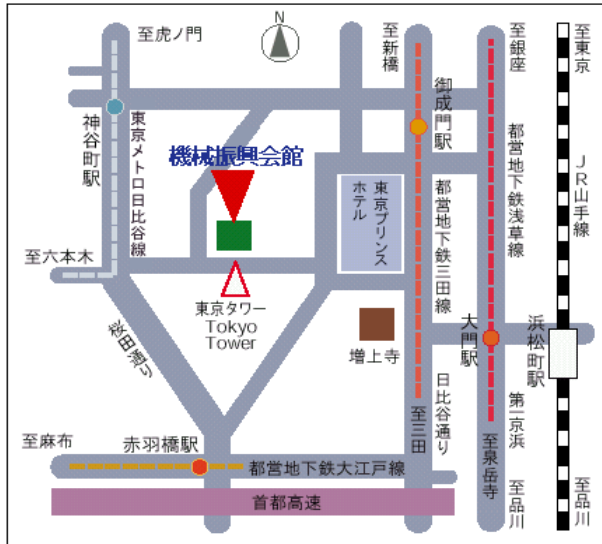 至虎ノ門
N
至新橋
至銀座
至東京
御成門駅
神谷町駅
東京メトロ日比谷線
機械振興会館
東京プリンス
ホテル
都営地下鉄三田線
都営地下鉄浅草線
JR山手線
至六本木
東京タワー
Tokyo
Tower
桜田通り
増上寺
大門駅
浜松町駅
日比谷通り
至三田
第一京浜
至泉岳寺
至品川
至品川
至麻布
赤羽橋駅
都営地下鉄大江戸線
首都高速